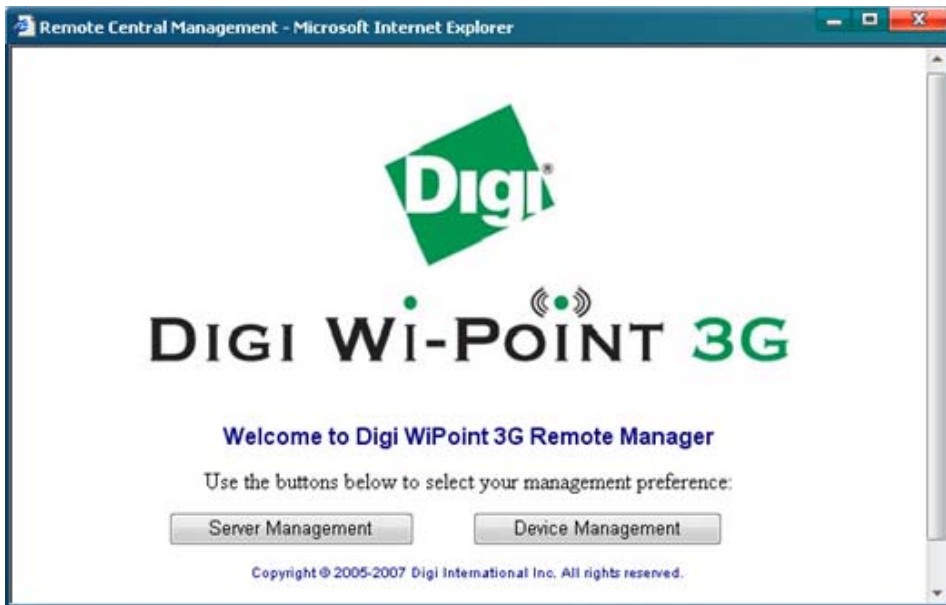 Remote Central Management - Microsoft Internet Explorer
Digi®
DIGI WI-POINT 3G
Welcome to Digi WiPoint 3G Remote Manager
Use the buttons below to select your management preference:
Server Management Device Management
Copyright © 2005-2007 Digi International Inc. All rights reserved.